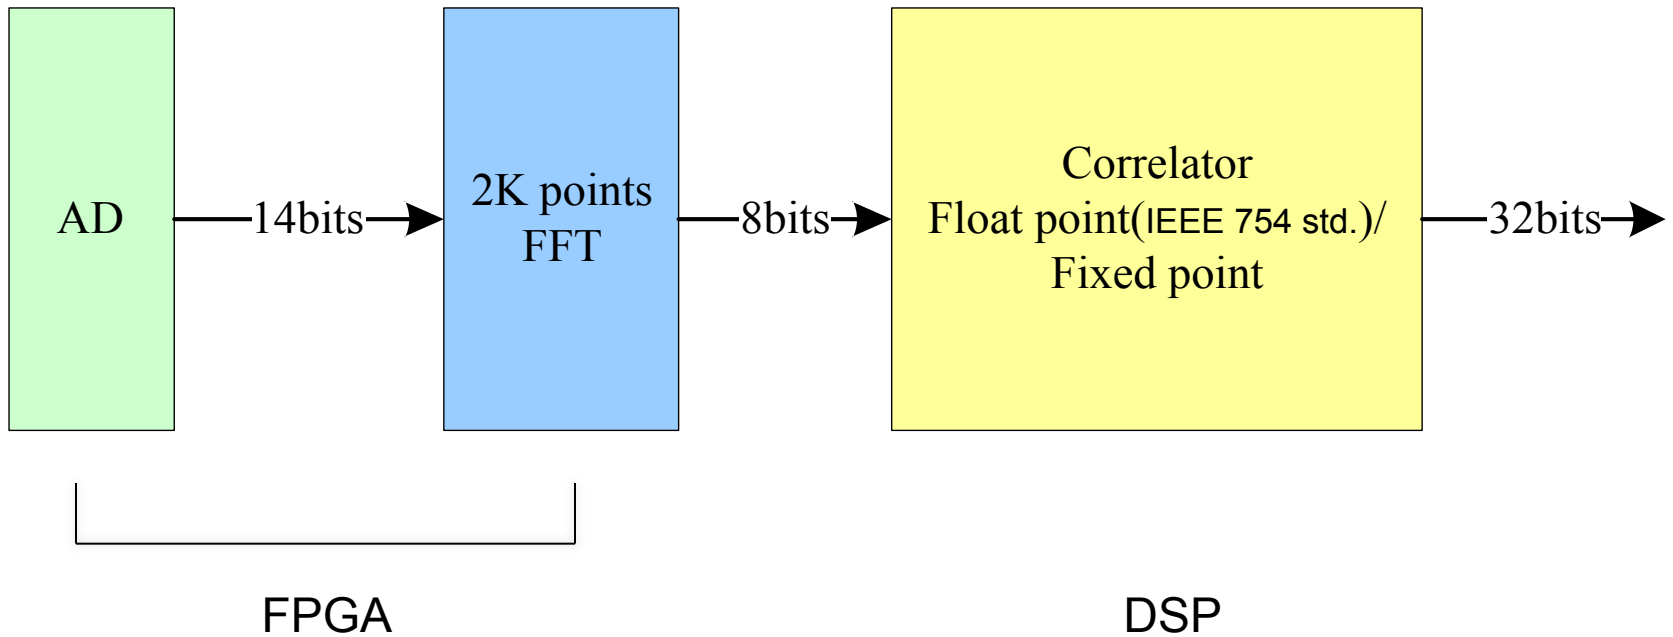 AD
14bits
2K points
FFT
8bits
Correlator
Float point(IEEE 754 std.)/
Fixed point
32bits
FPGA
DSP